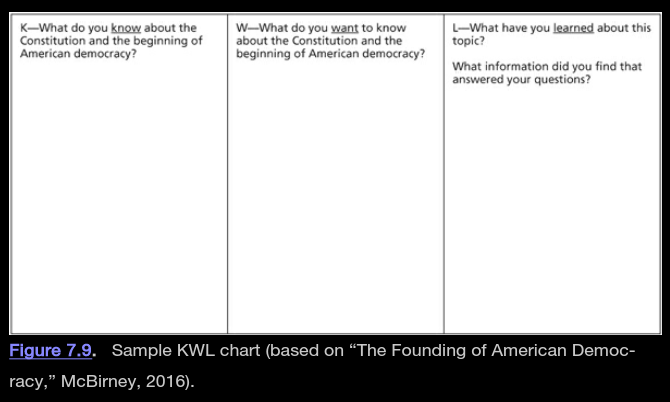 K—What do you know about the
Constitution and the beginning of
American democracy?
W—What do you want to know
about the Constitution and the
beginning of American democracy?
L—What have you learned about this
topic?
What information did you find that
answered your questions?
Figure 7.9. Sample KWL chart (based on “The Founding of American Democ-
racy,” McBirney, 2016).